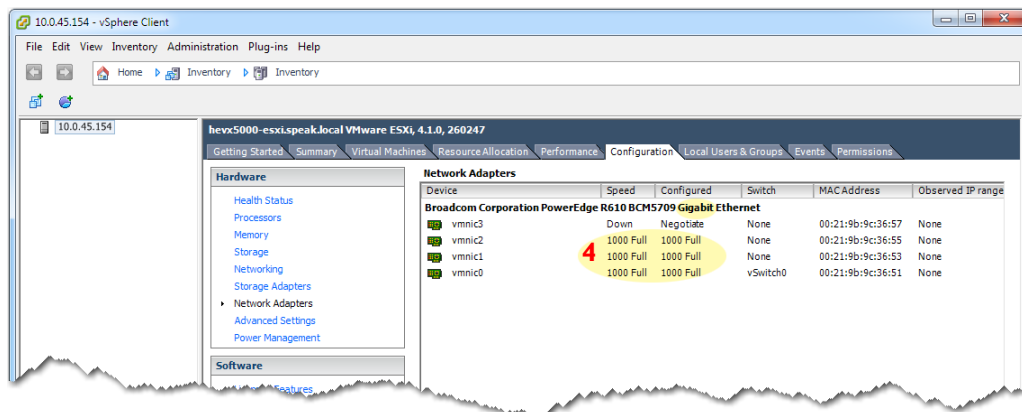 10.0.45.154 - vSphere Client
File Edit View Inventory Administration Plug-ins Help
Home Inventory Inventory
10.0.45.154
hevx5000-esxi.speak.local VMware ESXi, 4.1.0, 260247
Getting Started Summary Virtual Machines Resource Allocation Performance Configuration Local Users & Groups Events Permissions
Hardware
Health Status
Processors
Memory
Storage
Networking
Storage Adapters
Network Adapters
Advanced Settings
Power Management
Software
Features
Network Adapters
Device Speed Configured Switch MAC Address Observed IP range
Broadcom Corporation PowerEdge R610 BCM5709 Gigabit Ethernet
vmnic3 Down Negotiate None 00:21:9b:9c:36:57 None
vmnic2 1000 Full 1000 Full None 00:21:9b:9c:36:55 None
4
vmnic1 1000 Full 1000 Full None 00:21:9b:9c:36:53 None
vmnic0 1000 Full 1000 Full vSwitch0 00:21:9b:9c:36:51 None